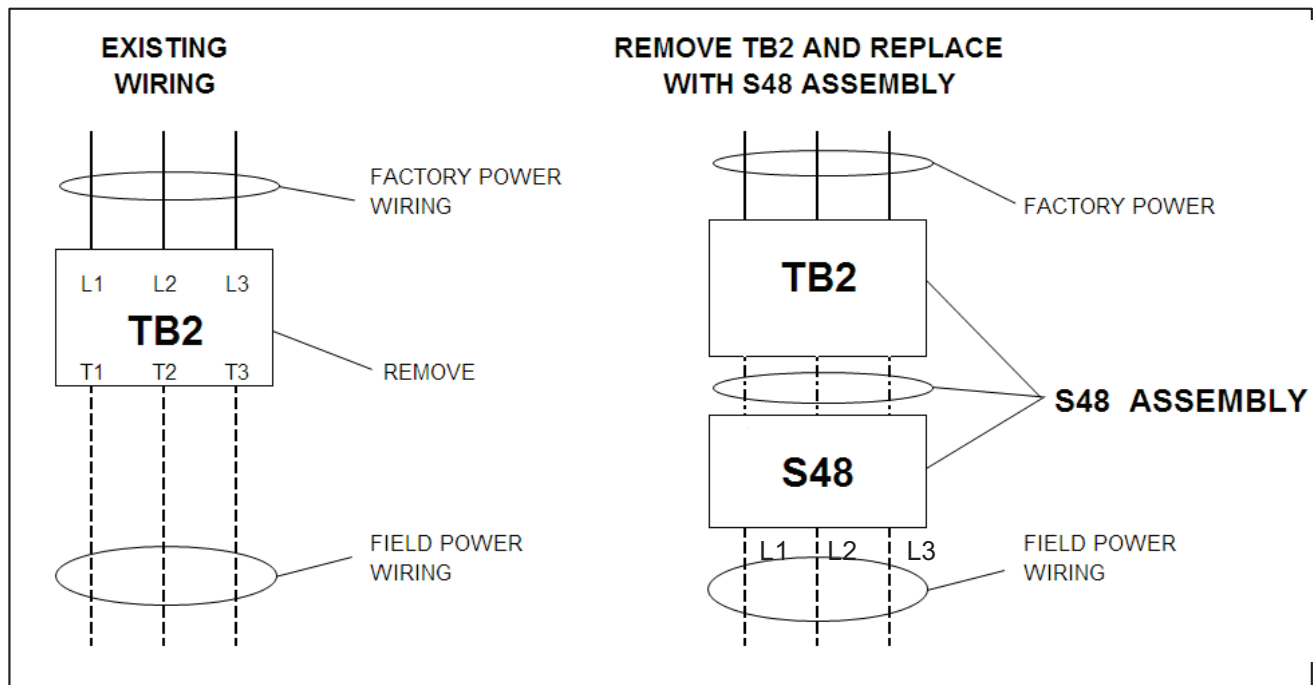 EXISTING
WIRING
FACTORY POWER
WIRING
L1 L2 L3
TB2
T1 T2 T3
REMOVE
FIELD POWER
WIRING
REMOVE TB2 AND REPLACE
WITH S48 ASSEMBLY
FACTORY POWER
TB2
S48 ASSEMBLY
S48
L1 L2 L3
FIELD POWER
WIRING